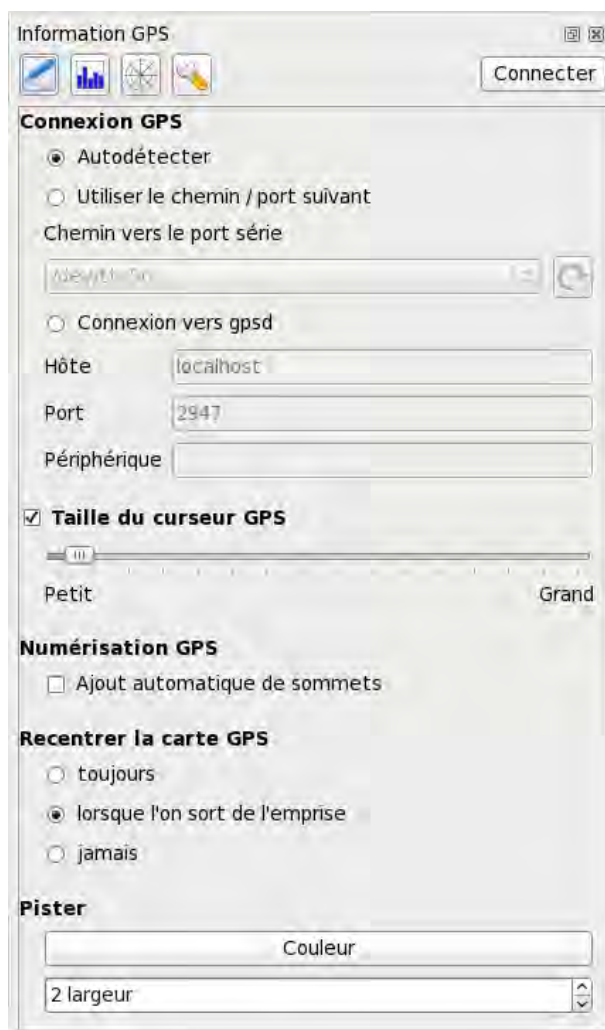 Information GPS
Connecter
Connexion GPS
Autodétecter
Utiliser le chemin / port suivant
Chemin vers le port série
Connexion vers gpsd
Hôte
localhost
Port
2947
Périphérique
Taille du curseur GPS
Petit Grand
Numérisation GPS
Ajout automatique de sommets
Recentrer la carte GPS
toujours
lorsque l'on sort de l'emprise
jamais
Pister
Couleur
2 largeur